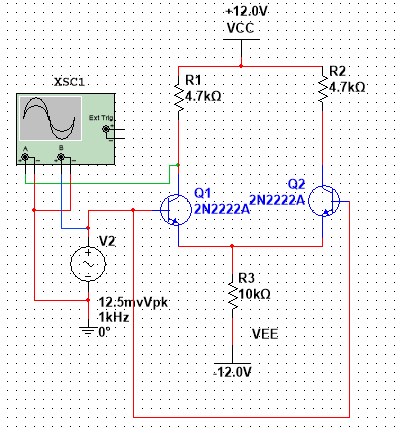 +12.0V
VCC
R1
4.7kΩ
R2
4.7kΩ
XSC1
Ext Trig
A
B
Q1
2N2222A
Q2
2N2222A
V2
12.5mvVpk
1kHz
0°
R3
10kΩ
VEE
-12.0V